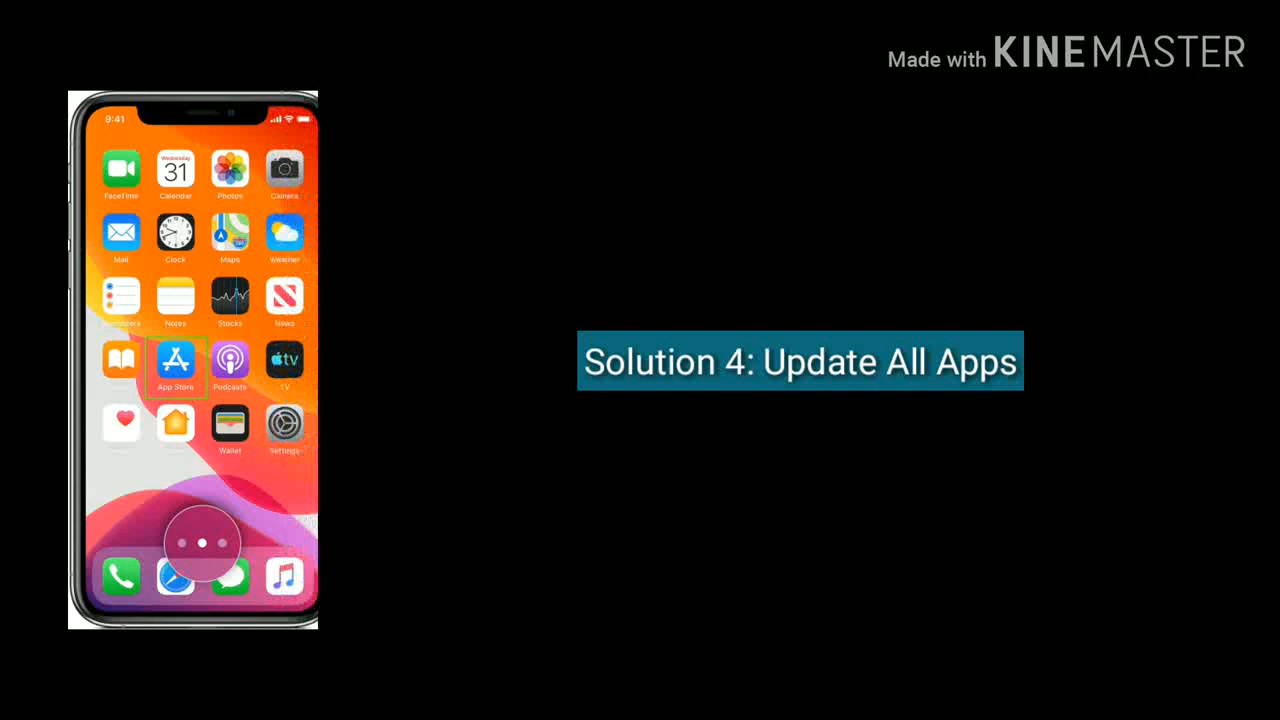 Made with KINEMASTER
9:41
Wednesday
31
FaceTime Calendar Photos Camera
Mail Clock Maps Weather
Notes Stocks News
tv
App Store Podcasts TV
Wallet Settings
Solution 4: Update All Apps